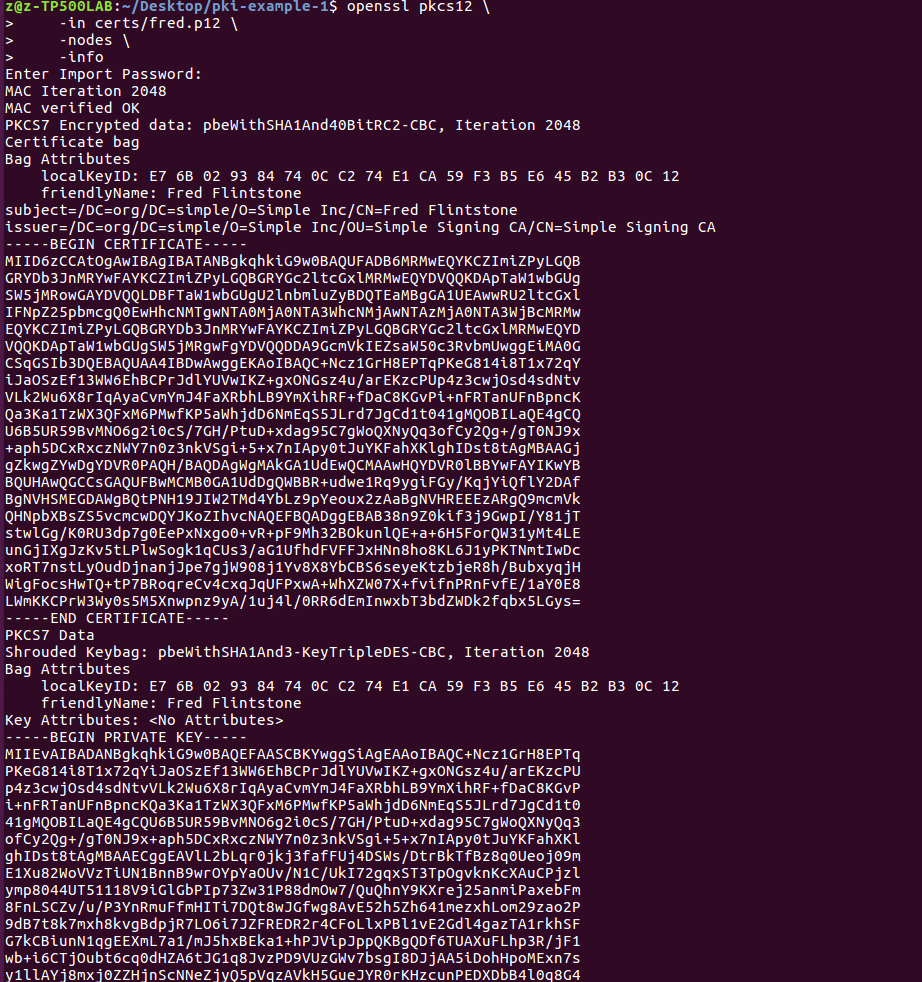 z@z-TP500LAB:~/Desktop/pki-example-1$ openssl pkcs12 \
>     -in certs/fred.p12 \
>     -nodes \
>     -info
Enter Import Password:
MAC Iteration 2048
MAC verified OK
PKCS7 Encrypted data: pbeWithSHA1And40BitRC2-CBC, Iteration 2048
Certificate bag
Bag Attributes
    localKeyID: E7 6B 02 93 84 74 0C C2 74 E1 CA 59 F3 B5 E6 45 B2 B3 0C 12
    friendlyName: Fred Flintstone
subject=/DC=org/DC=simple/O=Simple Inc/CN=Fred Flintstone
issuer=/DC=org/DC=simple/O=Simple Inc/OU=Simple Signing CA/CN=Simple Signing CA
-----BEGIN CERTIFICATE-----
MIID6zCCAtOgAwIBAgIBATANBgkqhkiG9w0BAQUFADB6MRMwEQYKCZImiZPyLGQB
GRYDb3JnMRYwFAYKCZImiZPyLGQBGRYGc2ltcGxlMRMwEQYDVQQKDApTaW1wbGUg
SW5jMRowGAYDVQQLDBFTaW1wbGUgU2lnbmluZyBDQTEaMBgGA1UEAwwRU2ltcGxl
IFNpZ25pbmcgQ0EwHhcNMTgwNTA0MjA0NTA3WhcNMjAwNTAzMjA0NTA3WjBcMRMw
EQYKCZImiZPyLGQBGRYDb3JnMRYwFAYKCZImiZPyLGQBGRYGc2ltcGxlMRMwEQYD
VQQKDApTaW1wbGUgSW5jMRgwFgYDVQQDDA9GcmVkIEZsaW50c3RvbmUwggEiMA0G
CSqGSIb3DQEBAQUAA4IBDwAwggEKAoIBAQC+Ncz1GrH8EPTqPKeG814i8T1x72qY
iJaOSzEf13WW6EhBCPrJdlYUVwIKZ+gxONGsz4u/arEKzcPUp4z3cwjOsd4sdNtv
VLk2Wu6X8rIqAyaCvmYmJ4FaXRbhLB9YmXihRF+fDaC8KGvPi+nFRTanUFnBpncK
Qa3Ka1TzWX3QFxM6PMwfKP5aWhjdD6NmEqS5JLrd7JgCd1t041gMQOBILaQE4gCQ
U6B5UR59BvMNO6g2i0cS/7GH/PtuD+xdag95C7gWoQXNyQq3ofCy2Qg+/gT0NJ9x
+aph5DCxRxczNWY7n0z3nkVSgi+5+x7nIApy0tJuYKFahXKlghIDst8tAgMBAAGj
gZkwgZYwDgYDVR0PAQH/BAQDAgWgMAkGA1UdEwQCMAAwHQYDVR0lBBYwFAYIKwYB
BQUHAwQGCCsGAQUFBwMCMB0GA1UdDgQWBBR+udwe1Rq9ygiFGy/KqjYiQflY2DAf
BgNVHSMEGDAWgBQtPNH19JIW2TMd4YbLz9pYeoux2zAaBgNVHREEEzARgQ9mcmVk
QHNpbXBsZS5vcmcwDQYJKoZIhvcNAQEFBQADggEBAB38n9Z0kif3j9GwpI/Y81jT
stwlGg/K0RU3dp7g0EePxNxgo0+vR+pF9Mh32BOkunlQE+a+6H5ForQW31yMt4LE
unGjIXgJzKv5tLPlwSogk1qCUs3/aG1UfhdFVFFJxHNn8ho8KL6J1yPKTNmtIwDc
xoRT7nstLyOudDjnanjJpe7gjW908j1Yv8X8YbCBS6seyeKtzbjeR8h/BubxyqjH
WigFocsHwTQ+tP7BRoqreCv4cxqJqUFPxwA+WhXZW07X+fvifnPRnFvfE/1aY0E8
LWmKKCPrW3Wy0s5M5Xnwpnz9yA/1uj4l/0RR6dEmInwxbT3bdZWDk2fqbx5LGys=
-----END CERTIFICATE-----
PKCS7 Data
Shrouded Keybag: pbeWithSHA1And3-KeyTripleDES-CBC, Iteration 2048
Bag Attributes
    localKeyID: E7 6B 02 93 84 74 0C C2 74 E1 CA 59 F3 B5 E6 45 B2 B3 0C 12
    friendlyName: Fred Flintstone
Key Attributes: <No Attributes>
-----BEGIN PRIVATE KEY-----
MIIEvAIBADANBgkqhkiG9w0BAQEFAASCBKYwggSiAgEAAoIBAQC+Ncz1GrH8EPTq
PKeG814i8T1x72qYiJaOSzEf13WW6EhBCPrJdlYUVwIKZ+gxONGsz4u/arEKzcPU
p4z3cwjOsd4sdNtvVLk2Wu6X8rIqAyaCvmYmJ4FaXRbhLB9YmXihRF+fDaC8KGvP
i+nFRTanUFnBpncKQa3Ka1TzWX3QFxM6PMwfKP5aWhjdD6NmEqS5JLrd7JgCd1t0
41gMQOBILaQE4gCQU6B5UR59BvMNO6g2i0cS/7GH/PtuD+xdag95C7gWoQXNyQq3
ofCy2Qg+/gT0NJ9x+aph5DCxRxczNWY7n0z3nkVSgi+5+x7nIApy0tJuYKFahXKl
ghIDst8tAgMBAAECggEAVlL2bLqr0jkj3fafFUj4DSWs/DtrBkTfBz8q0Ueoj09m
E1Xu82WoVVzTiUN1BnnB9wrOYpYaOUv/N1C/UkI72gqxST3TpOgvknKcXAuCPjzl
ymp8044UT51118V9iGlGbPIp73Zw31P88dmOw7/QuQhnY9KXrej25anmiPaxebFm
8FnLSCZv/u/P3YnRmuFfmHITi7DQt8wJGfwg8AvE52h5Zh641mezxhLom29zao2P
9dB7t8k7mxh8kvgBdpjR7LO6i7JZFREDR2r4CFoLlxPBl1vE2Gdl4gazTA1rkhSF
G7kCBiunN1qgEEXmL7a1/mJ5hxBEka1+hPJVipJppQKBgQDf6TUAXuFLhp3R/jF1
wb+i6CTjOubt6cq0dHZA6tJG1q8JvzPD9VUzGWv7bsgI8DJjAA5iDohHpoMExn7s
y1llAYj8mxj0ZZHjnScNNeZjyQ5pVqzAVkH5GueJYR0rKHzcunPEDXDbB4l0q8G4